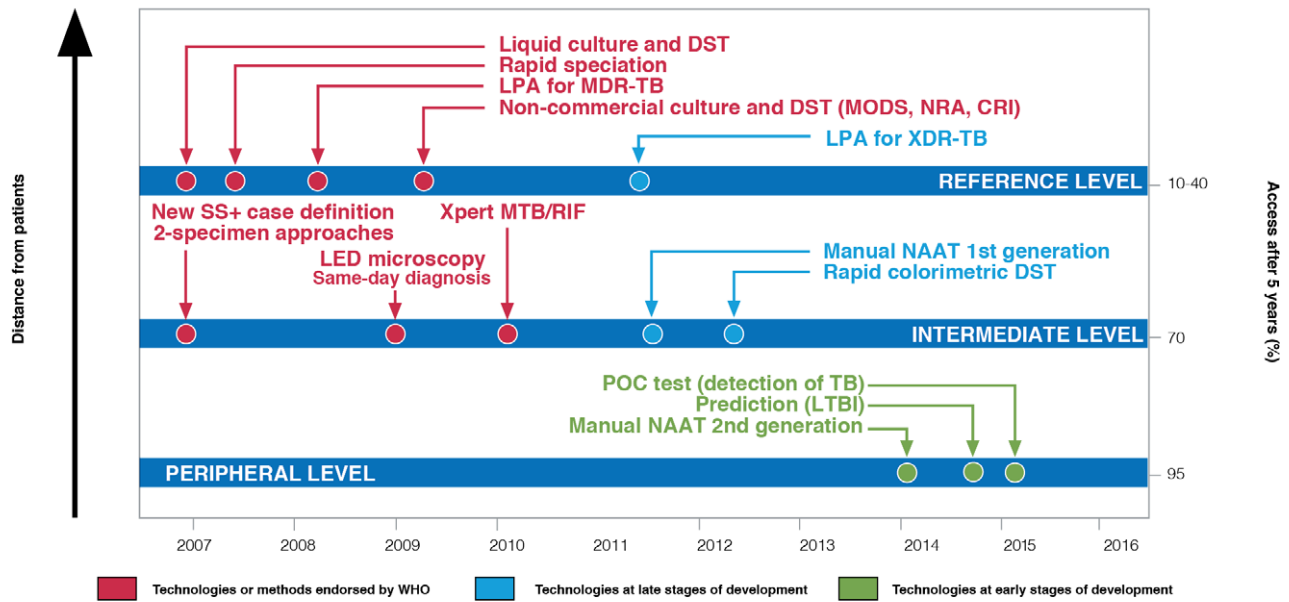 Liquid culture and DST
Rapid speciation
LPA for MDR-TB
Non-commercial culture and DST (MODS, NRA, CRI)
LPA for XDR-TB
REFERENCE LEVEL
10-40
New SS+ case definition
2-specimen approaches
Xpert MTB/RIF
LED microscopy
Same-day diagnosis
Manual NAAT 1st generation
Rapid colorimetric DST
INTERMEDIATE LEVEL
70
POC test (detection of TB)
Prediction (LTBI)
Manual NAAT 2nd generation
PERIPHERAL LEVEL
95
Distance from patients
Access after 5 years (%)
2007 2008 2009 2010 2011 2012 2013 2014 2015 2016
Technologies or methods endorsed by WHO
Technologies at late stages of development
Technologies at early stages of development